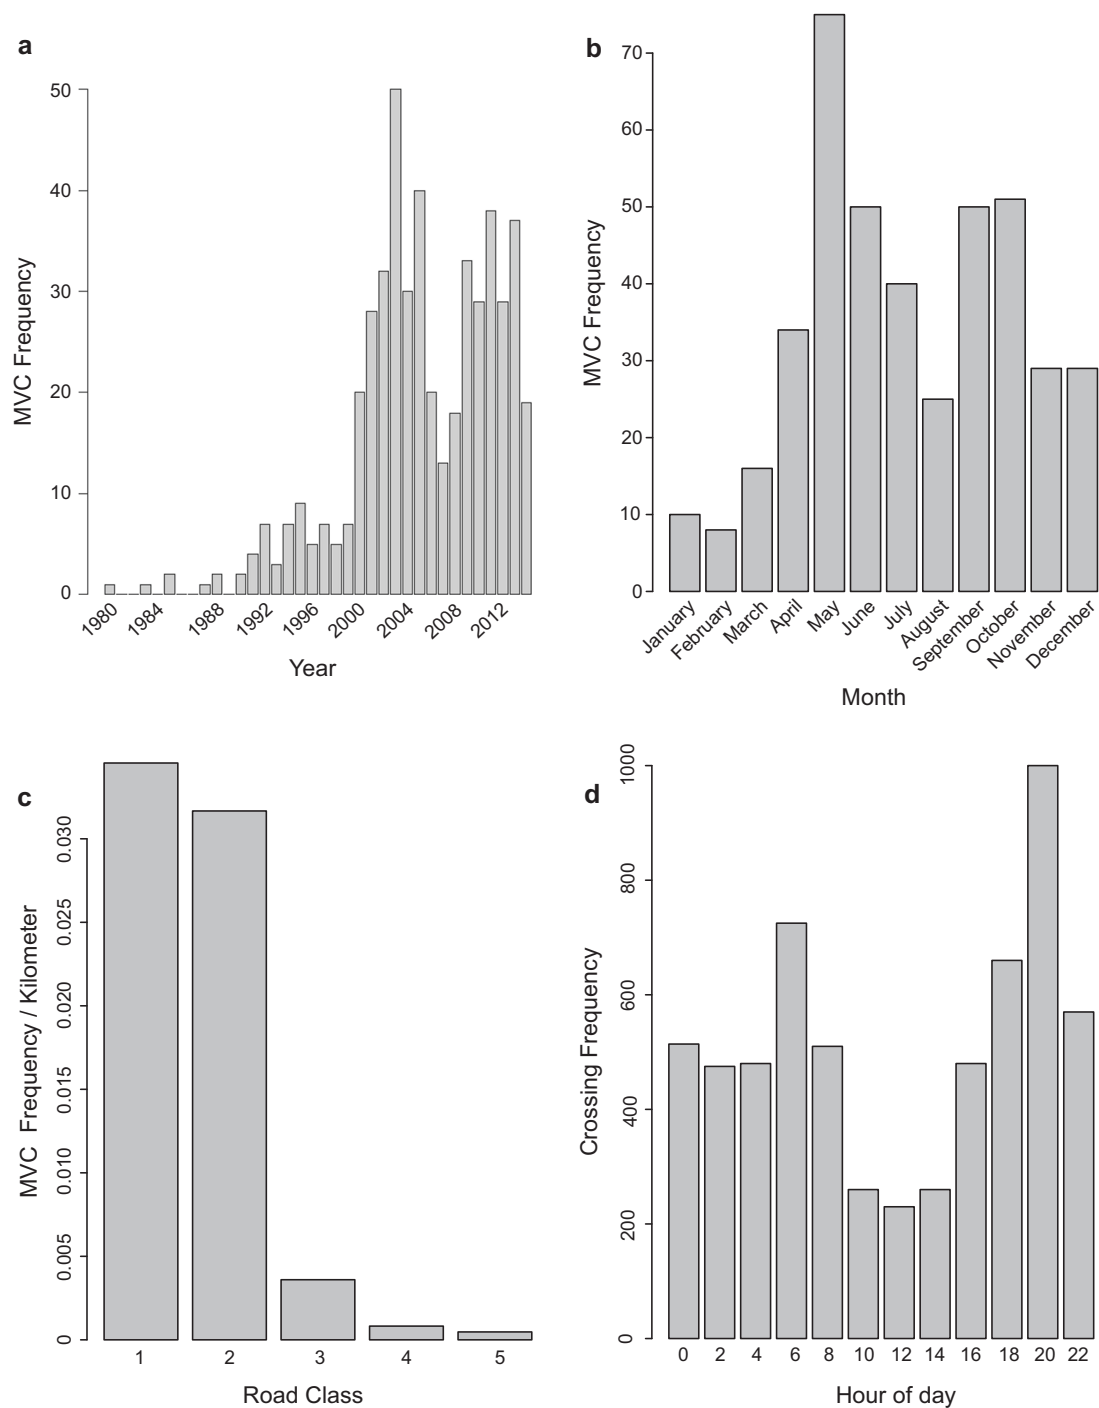 a
MVC Frequency
50
40
30
20
10
0
1980
1984
1988
1992
1996
2000
2004
2008
2012
Year
b
MVC Frequency
70
60
50
40
30
20
10
0
January
February
March
April
May
June
July
August
September
October
November
December
Month
c
MVC Frequency / Kilometer
0.030
0.025
0.020
0.015
0.010
0.005
0
1 2 3 4 5
Road Class
d
Crossing Frequency
1000
800
600
400
200
0
0 2 4 6 8 10 12 14 16 18 20 22
Hour of day